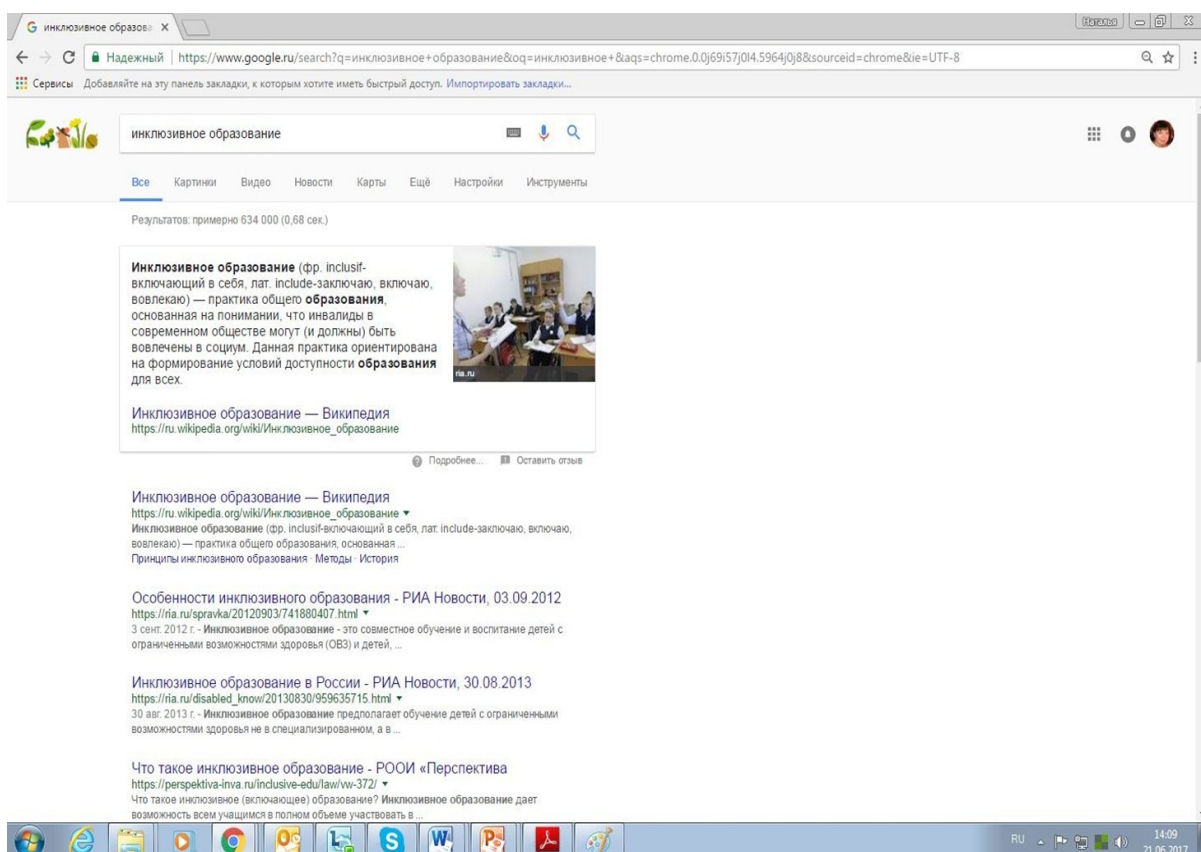 инклюзивное образова
Наталья
Надежный https://www.google.ru/search?q=инклюзивное+образование&oq=инклюзивное+&aqs=chrome.0.0j69i57j0l4.5964j0j8&sourceid=chrome&ie=UTF-8
Сервисы Добавляйте на эту панель закладки, к которым хотите иметь быстрый доступ. Импортировать закладки...
инклюзивное образование
Все Картинки Видео Новости Карты Ещё Настройки Инструменты
Результатов: примерно 634 000 (0,68 сек.)
Инклюзивное образование (фр. inclusif-
включающий в себя, лат. include-заключаю, включаю,
вовлекаю) — практика общего образования,
основанная на понимании, что инвалиды в
современном обществе могут (и должны) быть
вовлечены в социум. Данная практика ориентирована
на формирование условий доступности образования
для всех.
ria.ru
Инклюзивное образование — Википедия
https://ru.wikipedia.org/wiki/Инклюзивное_образование
Подробнее... Оставить отзыв
Инклюзивное образование — Википедия
https://ru.wikipedia.org/wiki/Инклюзивное_образование
Инклюзивное образование (фр. inclusif-включающий в себя, лат. include-заключаю, включаю,
вовлекаю) — практика общего образования, основанная ...
Принципы инклюзивного образования · Методы · История
Особенности инклюзивного образования - РИА Новости, 03.09.2012
https://ria.ru/spravka/20120903/741880407.html
3 сент. 2012 г. - Инклюзивное образование - это совместное обучение и воспитание детей с
ограниченными возможностями здоровья (ОВЗ) и детей, ...
Инклюзивное образование в России - РИА Новости, 30.08.2013
https://ria.ru/disabled_know/20130830/959635715.html
30 авг. 2013 г. - Инклюзивное образование предполагает обучение детей с ограниченными
возможностями здоровья не в специализированном, а в ...
Что такое инклюзивное образование - РООИ «Перспектива
https://perspektiva-inva.ru/inclusive-edu/law/vw-372/
Что такое инклюзивное (включающее) образование? Инклюзивное образование дает
возможность всем учащимся в полном объеме участвовать в ...
RU
14:09
21.06.2017